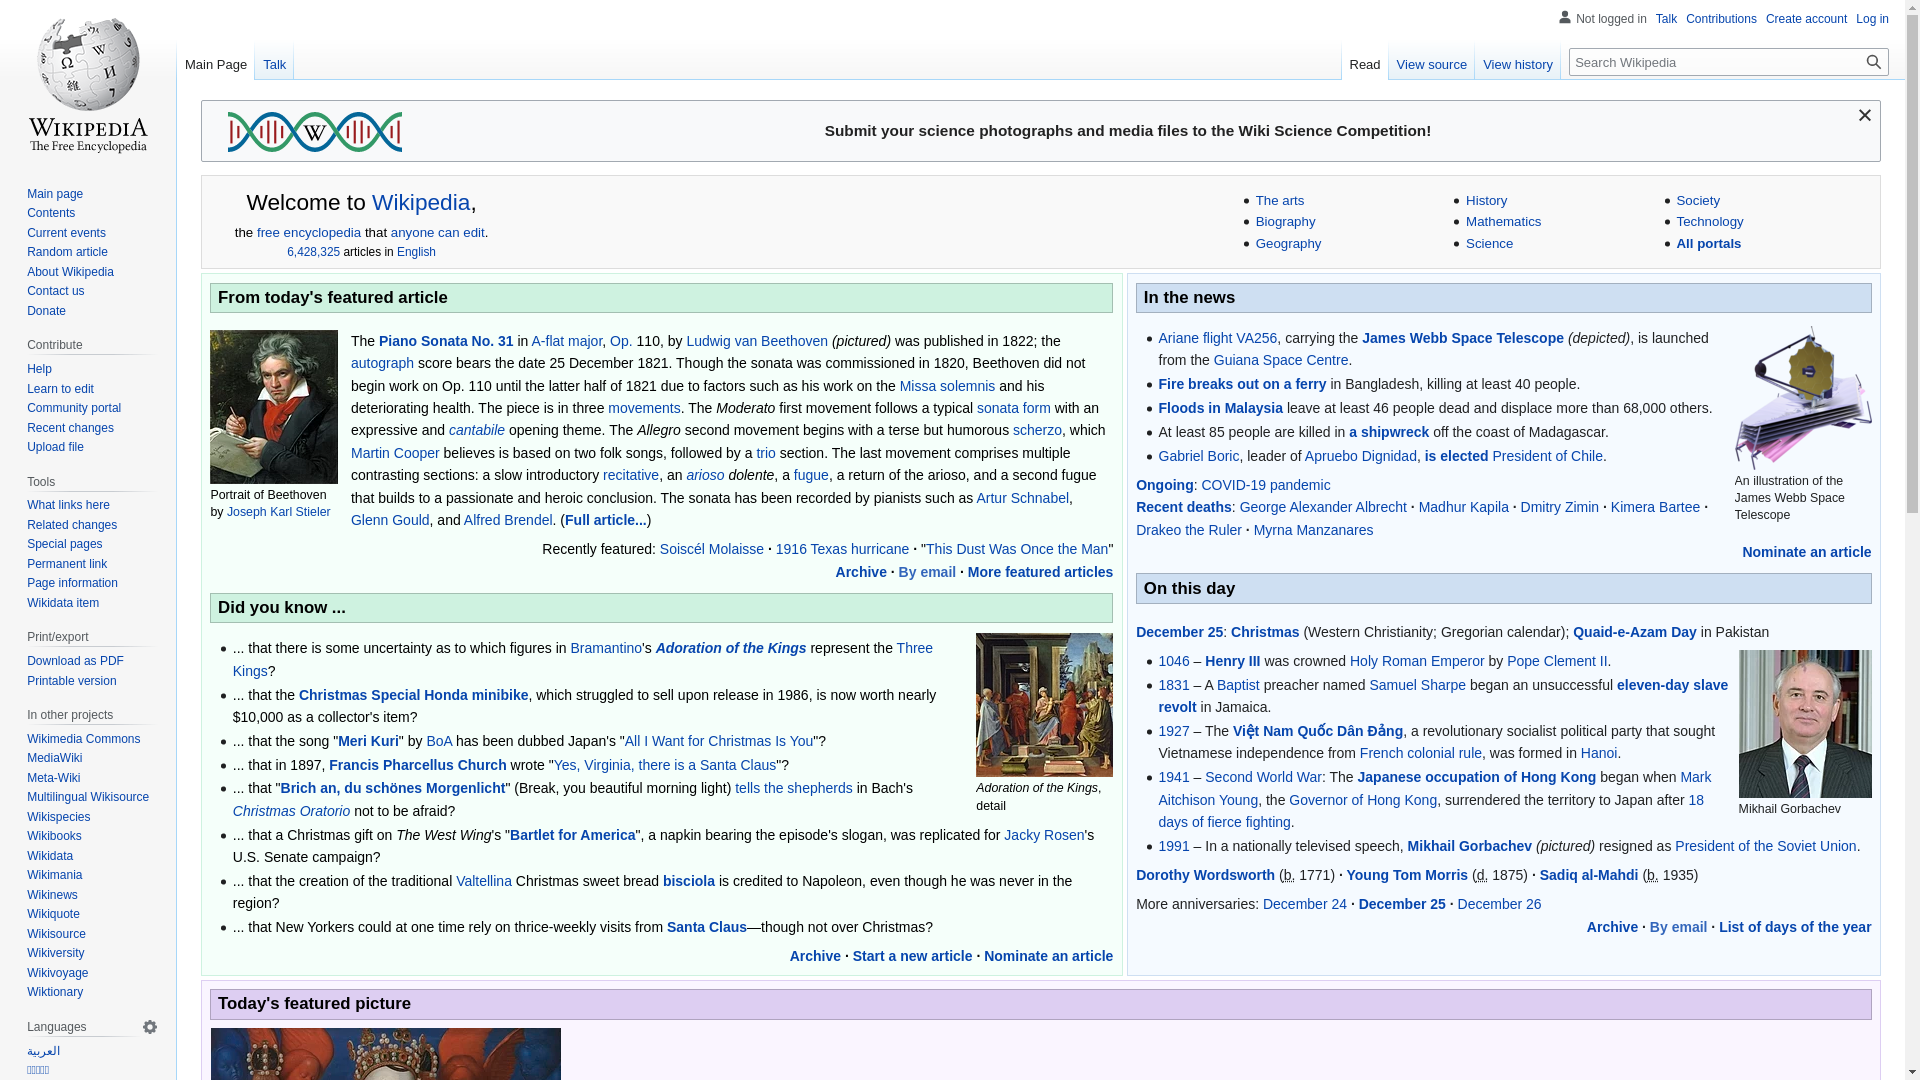 Not logged in Talk Contributions Create account Log in
Main Page Talk Read View source View history Search Wikipedia
WIKIPEDIA
The Free Encyclopedia
Main page
Contents
Current events
Random article
About Wikipedia
Contact us
Donate
Contribute
Help
Learn to edit
Community portal
Recent changes
Upload file
Tools
What links here
Related changes
Special pages
Permanent link
Page information
Wikidata item
Print/export
Download as PDF
Printable version
In other projects
Wikimedia Commons
MediaWiki
Meta-Wiki
Multilingual Wikisource
Wikispecies
Wikibooks
Wikidata
Wikimania
Wikinews
Wikiquote
Wikisource
Wikiversity
Wikivoyage
Wiktionary
Languages
العربية
W
Submit your science photographs and media files to the Wiki Science Competition!
Welcome to Wikipedia,
the free encyclopedia that anyone can edit.
6,428,325 articles in English
The arts
Biography
Geography
History
Mathematics
Science
Society
Technology
All portals
From today's featured article
Portrait of Beethoven
by Joseph Karl Stieler
The Piano Sonata No. 31 in A-flat major, Op. 110, by Ludwig van Beethoven (pictured) was published in 1822; the
autograph score bears the date 25 December 1821. Though the sonata was commissioned in 1820, Beethoven did not
begin work on Op. 110 until the latter half of 1821 due to factors such as his work on the Missa solemnis and his
deteriorating health. The piece is in three movements. The Moderato first movement follows a typical sonata form with an
expressive and cantabile opening theme. The Allegro second movement begins with a terse but humorous scherzo, which
Martin Cooper believes is based on two folk songs, followed by a trio section. The last movement comprises multiple
contrasting sections: a slow introductory recitative, an arioso dolente, a fugue, a return of the arioso, and a second fugue
that builds to a passionate and heroic conclusion. The sonata has been recorded by pianists such as Artur Schnabel,
Glenn Gould, and Alfred Brendel. (Full article...)
Recently featured: Soiscél Molaisse · 1916 Texas hurricane · "This Dust Was Once the Man"
Archive · By email · More featured articles
Did you know ...
... that there is some uncertainty as to which figures in Bramantino's Adoration of the Kings represent the Three
Kings?
... that the Christmas Special Honda minibike, which struggled to sell upon release in 1986, is now worth nearly
$10,000 as a collector's item?
... that the song "Meri Kuri" by BoA has been dubbed Japan's "All I Want for Christmas Is You"?
... that in 1897, Francis Pharcellus Church wrote "Yes, Virginia, there is a Santa Claus"?
... that "Brich an, du schönes Morgenlicht" (Break, you beautiful morning light) tells the shepherds in Bach's
Christmas Oratorio not to be afraid?
... that a Christmas gift on The West Wing's "Bartlet for America", a napkin bearing the episode's slogan, was replicated for Jacky Rosen's
U.S. Senate campaign?
... that the creation of the traditional Valtellina Christmas sweet bread bisciola is credited to Napoleon, even though he was never in the
region?
... that New Yorkers could at one time rely on thrice-weekly visits from Santa Claus—though not over Christmas?
Adoration of the Kings,
detail
Archive · Start a new article · Nominate an article
In the news
Ariane flight VA256, carrying the James Webb Space Telescope (depicted), is launched
from the Guiana Space Centre.
Fire breaks out on a ferry in Bangladesh, killing at least 40 people.
Floods in Malaysia leave at least 46 people dead and displace more than 68,000 others.
At least 85 people are killed in a shipwreck off the coast of Madagascar.
Gabriel Boric, leader of Apruebo Dignidad, is elected President of Chile.
An illustration of the
James Webb Space
Telescope
Ongoing: COVID-19 pandemic
Recent deaths: George Alexander Albrecht · Madhur Kapila · Dmitry Zimin · Kimera Bartee ·
Drakeo the Ruler · Myrna Manzanares
Nominate an article
On this day
December 25: Christmas (Western Christianity; Gregorian calendar); Quaid-e-Azam Day in Pakistan
1046 – Henry III was crowned Holy Roman Emperor by Pope Clement II.
1831 – A Baptist preacher named Samuel Sharpe began an unsuccessful eleven-day slave
revolt in Jamaica.
1927 – The Việt Nam Quốc Dân Đảng, a revolutionary socialist political party that sought
Vietnamese independence from French colonial rule, was formed in Hanoi.
1941 – Second World War: The Japanese occupation of Hong Kong began when Mark
Aitchison Young, the Governor of Hong Kong, surrendered the territory to Japan after 18
days of fierce fighting.
1991 – In a nationally televised speech, Mikhail Gorbachev (pictured) resigned as President of the Soviet Union.
Mikhail Gorbachev
Dorothy Wordsworth (b. 1771) · Young Tom Morris (d. 1875) · Sadiq al-Mahdi (b. 1935)
More anniversaries: December 24 · December 25 · December 26
Archive · By email · List of days of the year
Today's featured picture